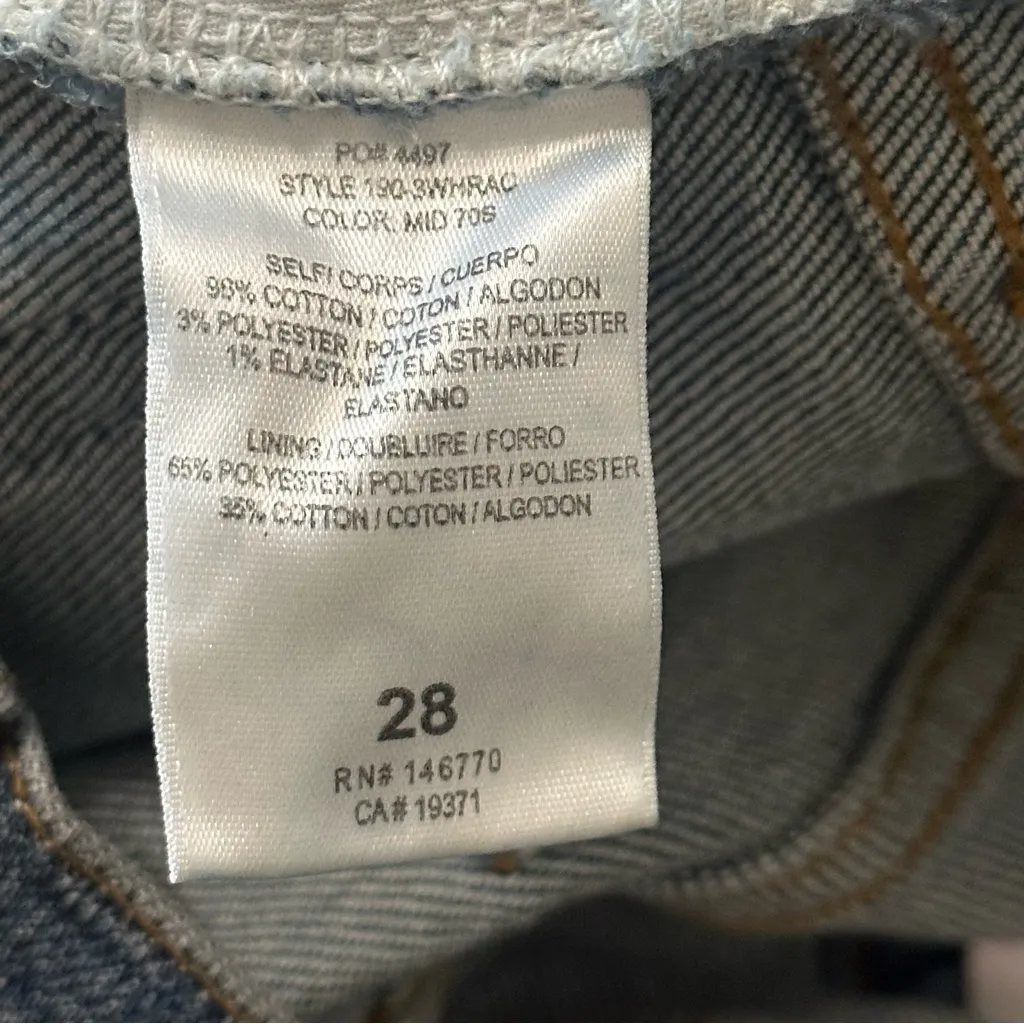 PO# 4497
STYLE 190-3WHRAC
COLOR: MID 70S
SELF/ CORPS / CUERPO
96% COTTON / COTON / ALGODON
3% POLYESTER / POLYESTER / POLIESTER
1% ELASTANE / ELASTHANNE /
ELASTANO
LINING / DOUBLUIRE / FORRO
65% POLYESTER / POLYESTER / POLIESTER
35% COTTON / COTON / ALGODON
28
RN# 146770
CA# 19371